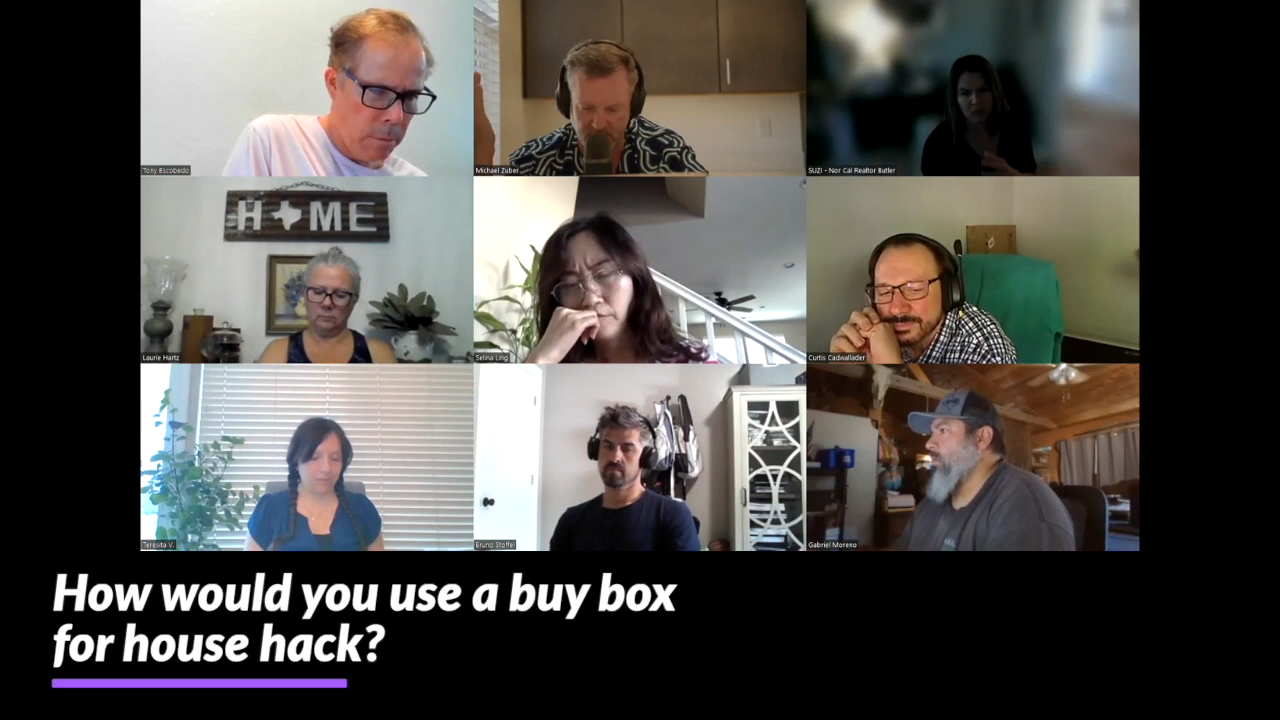 Tony Escobedo
Michael Zuber
SUZI - Nor Cal Realtor Butler
HOME
Laurie Hartz
Selina Ling
Curtis Cadwallader
Teresita V.
Bruno Stoffel
Gabriel Moreno
How would you use a buy box
for house hack?